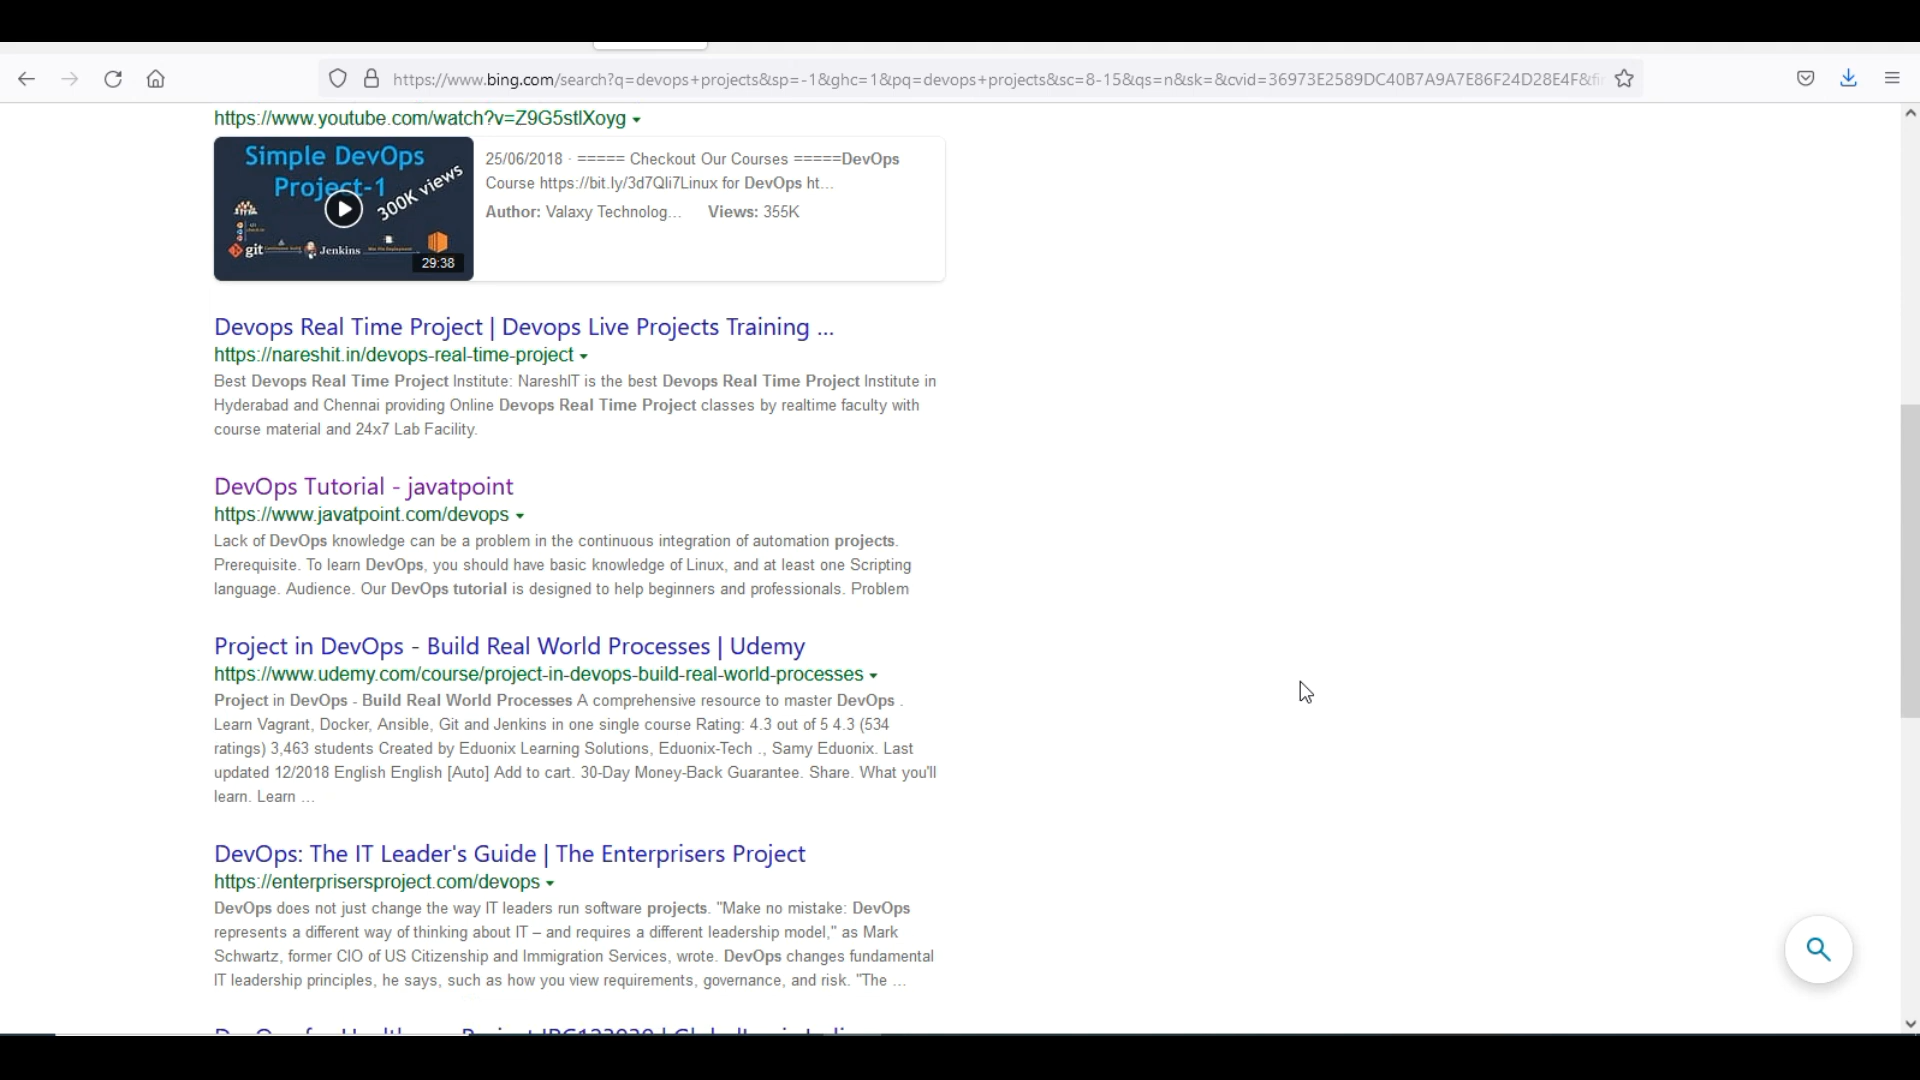 https://www.bing.com/search?q=devops+projects&sp=-1&ghc=1&pq=devops+projects&sc=8-15&qs=n&sk=&cvid=36973E2589DC40B7A9A7E86F24D28E4F&
https://www.youtube.com/watch?v=Z9G5stlXoyg
Simple DevOps
Project-1
300K views
git
Jenkins
29:38
25/06/2018 · ===== Checkout Our Courses =====DevOps
Course https://bit.ly/3d7Qli7Linux for DevOps ht...
Author: Valaxy Technolog... Views: 355K
Devops Real Time Project | Devops Live Projects Training ...
https://nareshit.in/devops-real-time-project
Best Devops Real Time Project Institute: NareshIT is the best Devops Real Time Project Institute in
Hyderabad and Chennai providing Online Devops Real Time Project classes by realtime faculty with
course material and 24x7 Lab Facility.
DevOps Tutorial - javatpoint
https://www.javatpoint.com/devops
Lack of DevOps knowledge can be a problem in the continuous integration of automation projects.
Prerequisite. To learn DevOps, you should have basic knowledge of Linux, and at least one Scripting
language. Audience. Our DevOps tutorial is designed to help beginners and professionals. Problem
Project in DevOps - Build Real World Processes | Udemy
https://www.udemy.com/course/project-in-devops-build-real-world-processes
Project in DevOps - Build Real World Processes A comprehensive resource to master DevOps .
Learn Vagrant, Docker, Ansible, Git and Jenkins in one single course Rating: 4.3 out of 5 4.3 (534
ratings) 3,463 students Created by Eduonix Learning Solutions, Eduonix-Tech ., Samy Eduonix. Last
updated 12/2018 English English [Auto] Add to cart. 30-Day Money-Back Guarantee. Share. What you'll
learn. Learn ...
DevOps: The IT Leader's Guide | The Enterprisers Project
https://enterprisersproject.com/devops
DevOps does not just change the way IT leaders run software projects. "Make no mistake: DevOps
represents a different way of thinking about IT – and requires a different leadership model," as Mark
Schwartz, former CIO of US Citizenship and Immigration Services, wrote. DevOps changes fundamental
IT leadership principles, he says, such as how you view requirements, governance, and risk. "The ...